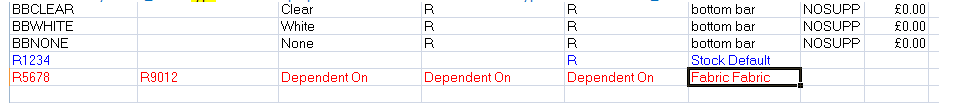 BBCLEAR Clear R R bottom bar NOSUPP £0.00
BBWHITE White R R bottom bar NOSUPP £0.00
BBNONE None R R bottom bar NOSUPP £0.00
R1234 R Stock Default
R5678 R9012 Dependent On Dependent On Dependent On Fabric Fabric